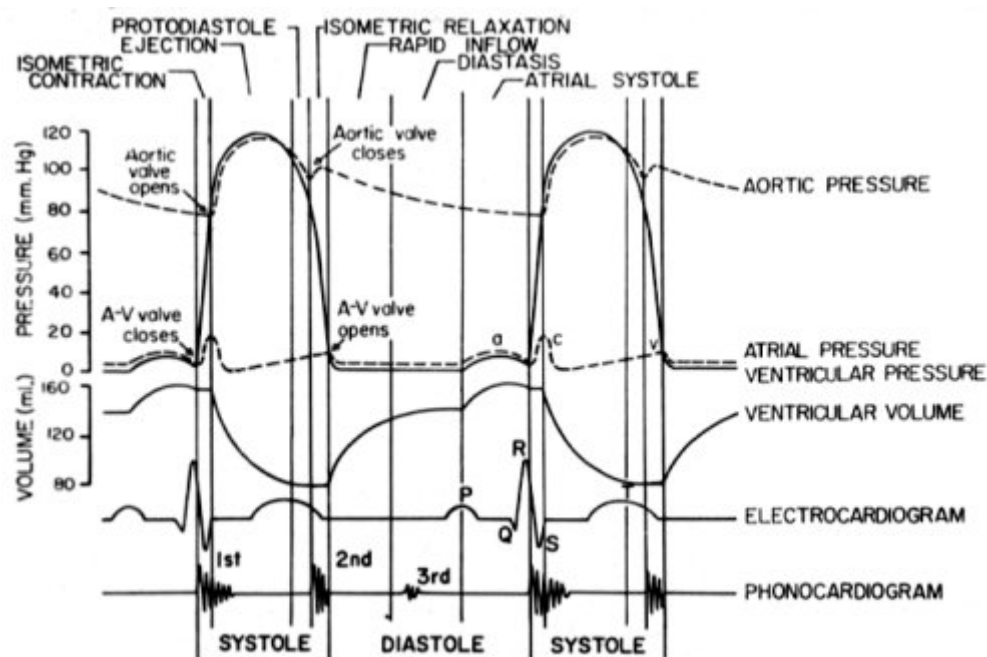 PROTODIASTOLE
EJECTION
ISOMETRIC RELAXATION
RAPID INFLOW
DIASTASIS
ATRIAL SYSTOLE
ISOMETRIC
CONTRACTION
PRESSURE (mm. Hg)
120
100
80
60
40
20
0
Aortic
valve
opens
Aortic valve
closes
A-V valve
closes
A-V valve
opens
a
c
v
AORTIC PRESSURE
ATRIAL PRESSURE
VENTRICULAR PRESSURE
VOLUME (ml.)
160
120
80
VENTRICULAR VOLUME
R
P
Q
S
ELECTROCARDIOGRAM
1st
2nd
3rd
PHONOCARDIOGRAM
SYSTOLE
DIASTOLE
SYSTOLE